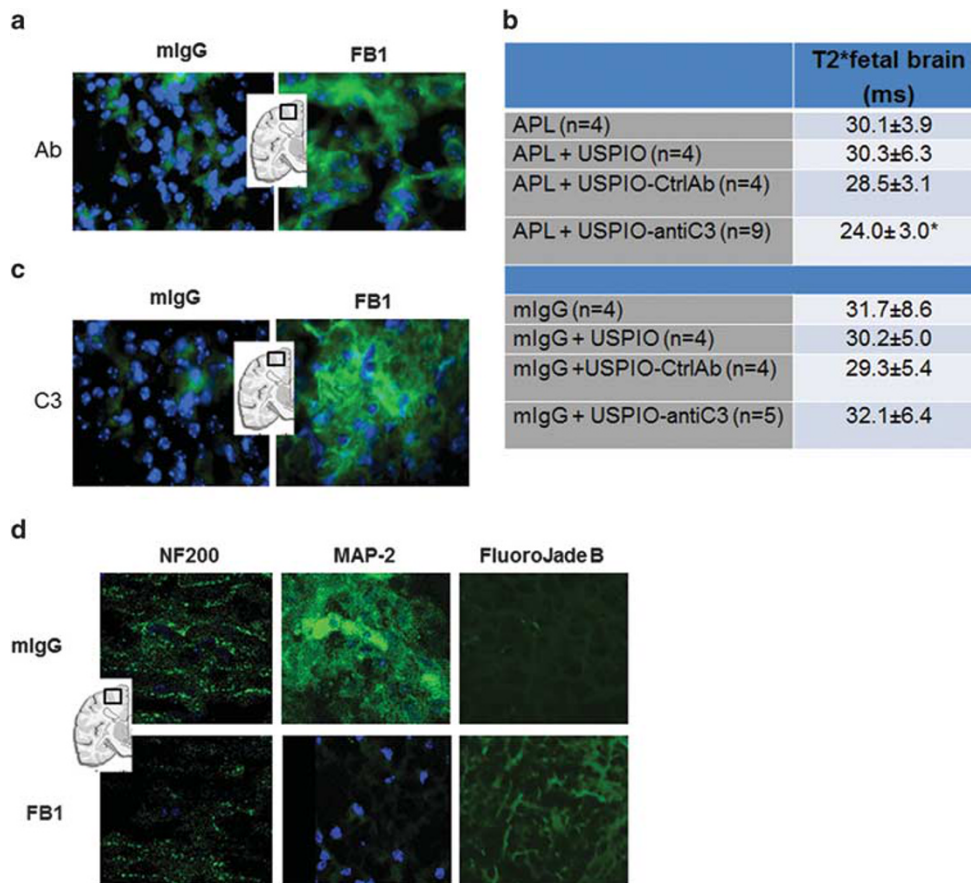 a
mIgG
FB1
Ab
b
T2*fetal brain
(ms)
APL (n=4)
30.1±3.9
APL + USPIO (n=4)
30.3±6.3
APL + USPIO-CtrlAb (n=4)
28.5±3.1
APL + USPIO-antiC3 (n=9)
24.0±3.0*
mIgG (n=4)
31.7±8.6
mIgG + USPIO (n=4)
30.2±5.0
mIgG +USPIO-CtrlAb (n=4)
29.3±5.4
mIgG + USPIO-antiC3 (n=5)
32.1±6.4
c
mIgG
FB1
C3
d
NF200
MAP-2
FluoroJade B
mIgG
FB1